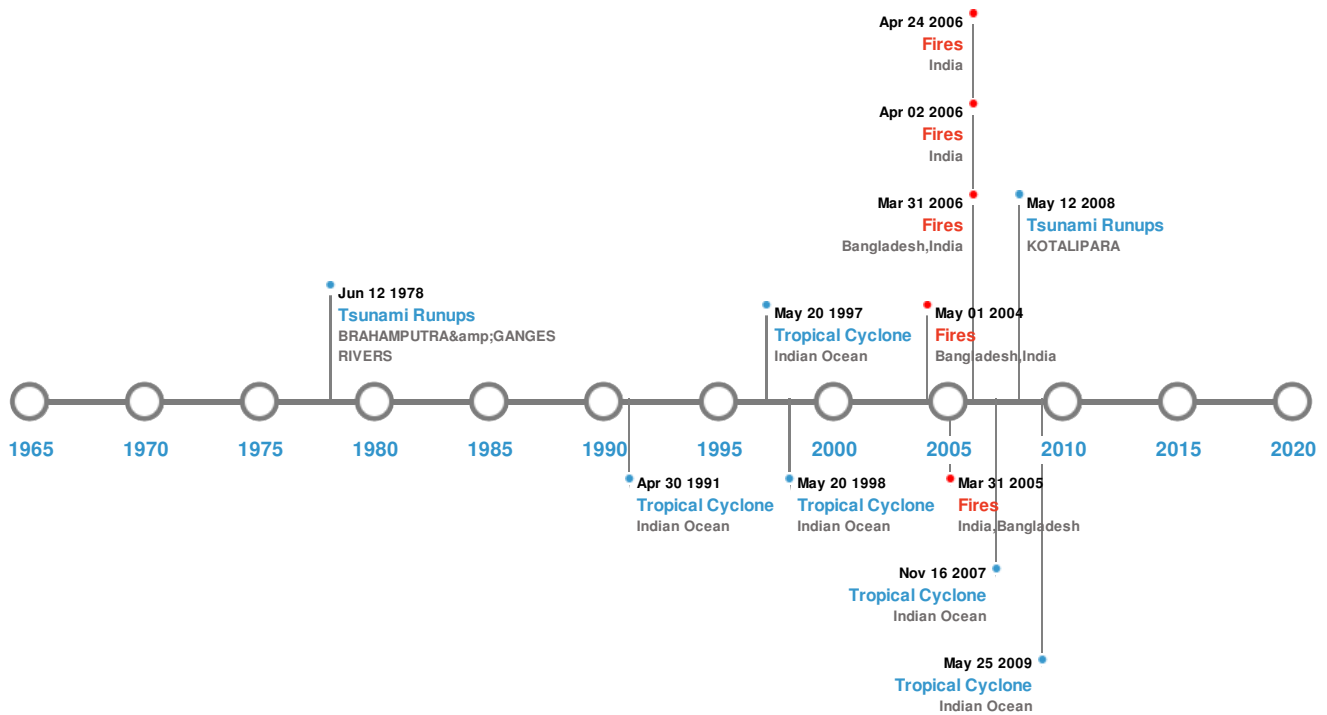 Apr 24 2006
Fires
India
Apr 02 2006
Fires
India
Mar 31 2006
Fires
Bangladesh,India
May 12 2008
Tsunami Runups
KOTALIPARA
Jun 12 1978
Tsunami Runups
BRAHAMPUTRA&amp;GANGES
RIVERS
May 20 1997
Tropical Cyclone
Indian Ocean
May 01 2004
Fires
Bangladesh,India
1965 1970 1975 1980 1985 1990 1995 2000 2005 2010 2015 2020
Apr 30 1991
Tropical Cyclone
Indian Ocean
May 20 1998
Tropical Cyclone
Indian Ocean
Mar 31 2005
Fires
India,Bangladesh
Nov 16 2007
Tropical Cyclone
Indian Ocean
May 25 2009
Tropical Cyclone
Indian Ocean